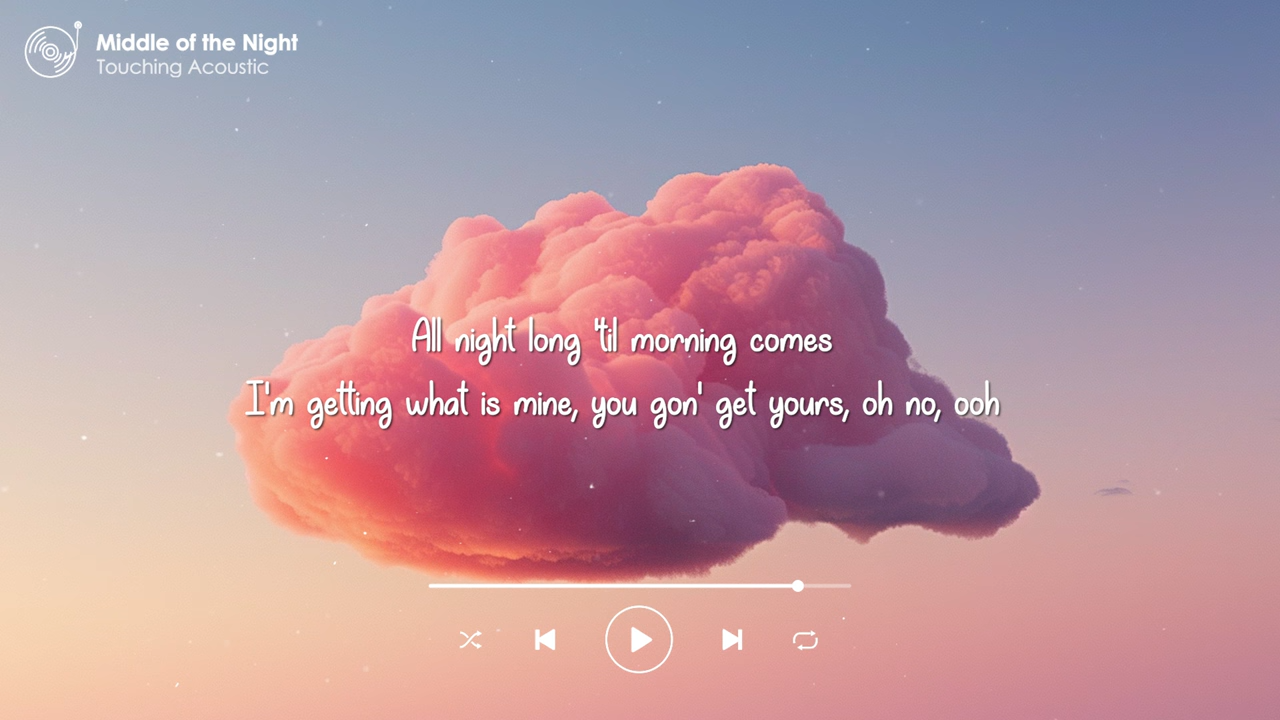 Middle of the Night
Touching Acoustic
All night long 'til morning comes
I'm getting what is mine, you gon' get yours, oh no, ooh